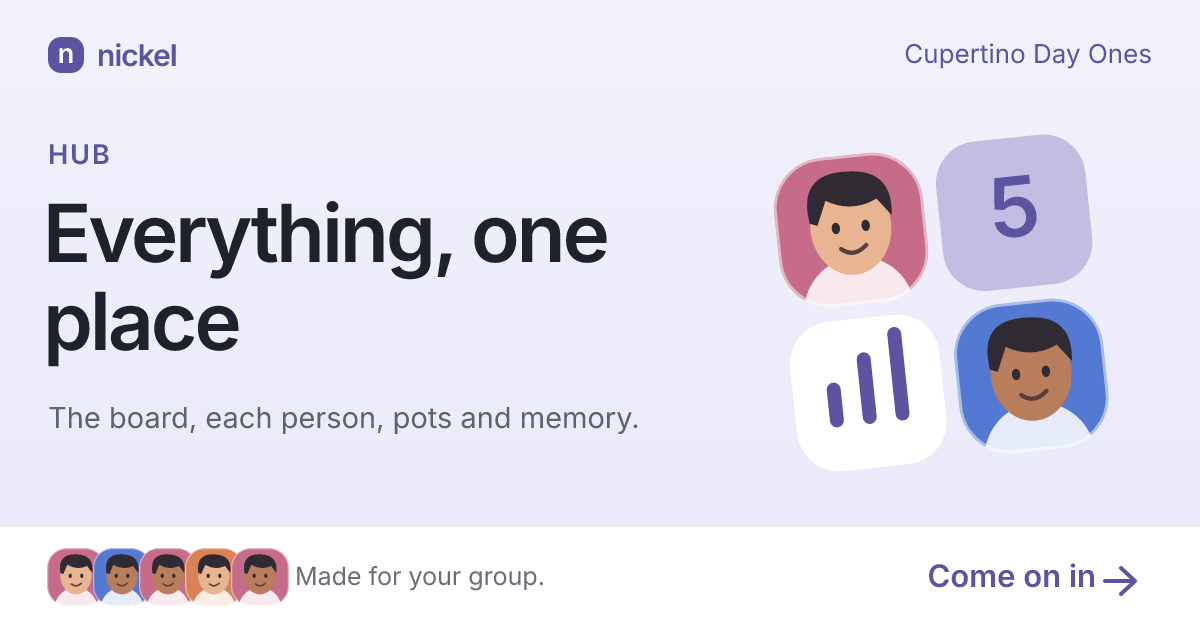 n nickel
Cupertino Day Ones
HUB
Everything, one
place
The board, each person, pots and memory.
5
Made for your group.
Come on in →